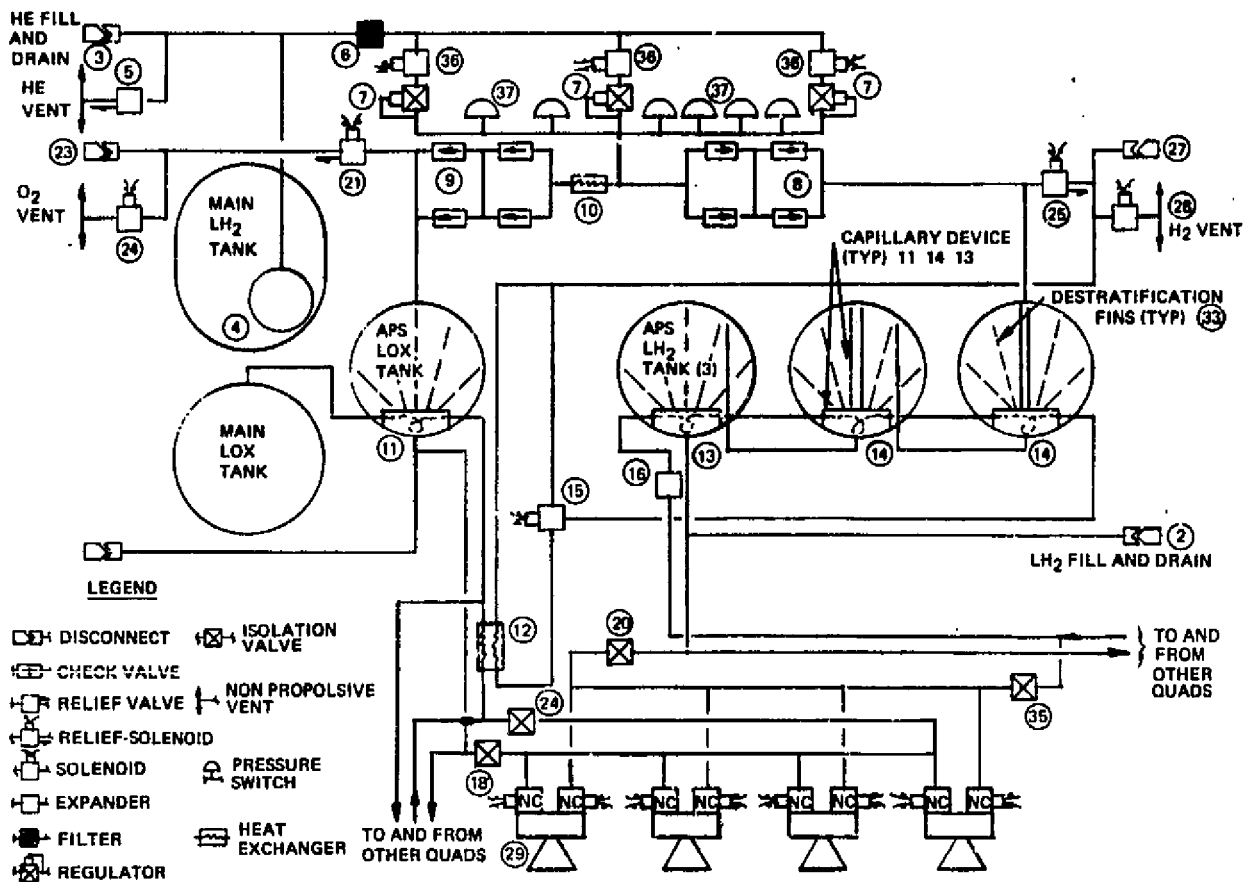 HE FILL
AND
DRAIN
3
5
HE
VENT
6
36
36
36
7
7
7
37
37
23
21
9
10
8
25
27
28
H2 VENT
O2
VENT
24
MAIN
LH2
TANK
4
CAPILLARY DEVICE
(TYP) 11 14 13
DESTRATIFICATION
FINS (TYP) 33
APS
LOX
TANK
APS
LH2
TANK (3)
MAIN
LOX
TANK
11
13
14
14
16
15
2
LH2 FILL AND DRAIN
12
20
TO AND
FROM
OTHER
QUADS
24
35
18
NC
NC
NC
NC
NC
NC
NC
NC
29
TO AND FROM
OTHER QUADS
LEGEND
DISCONNECT
ISOLATION
VALVE
CHECK VALVE
RELIEF VALVE
NON PROPOLSIVE
VENT
RELIEF-SOLENOID
SOLENOID
PRESSURE
SWITCH
EXPANDER
FILTER
HEAT
EXCHANGER
REGULATOR